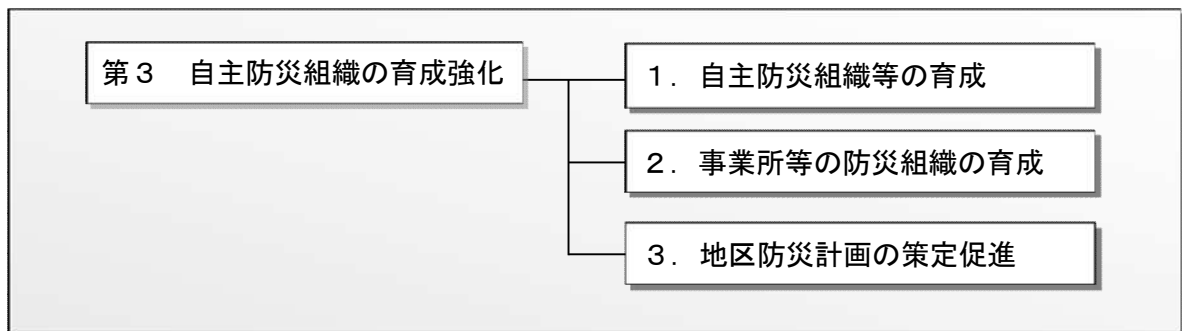 第３　自主防災組織の育成強化
１．自主防災組織等の育成
２．事業所等の防災組織の育成
３．地区防災計画の策定促進